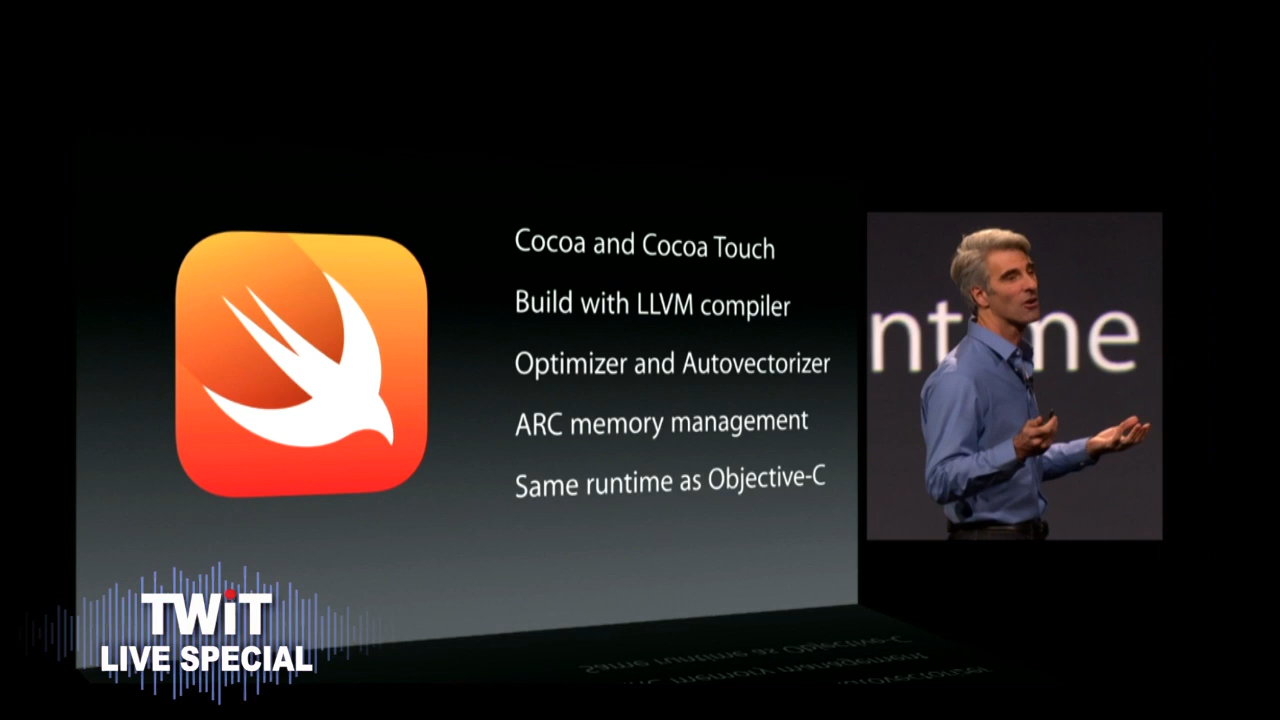 Cocoa and Cocoa Touch
Build with LLVM compiler
Optimizer and Autovectorizer
ARC memory management
Same runtime as Objective-C
TWiT
LIVE SPECIAL